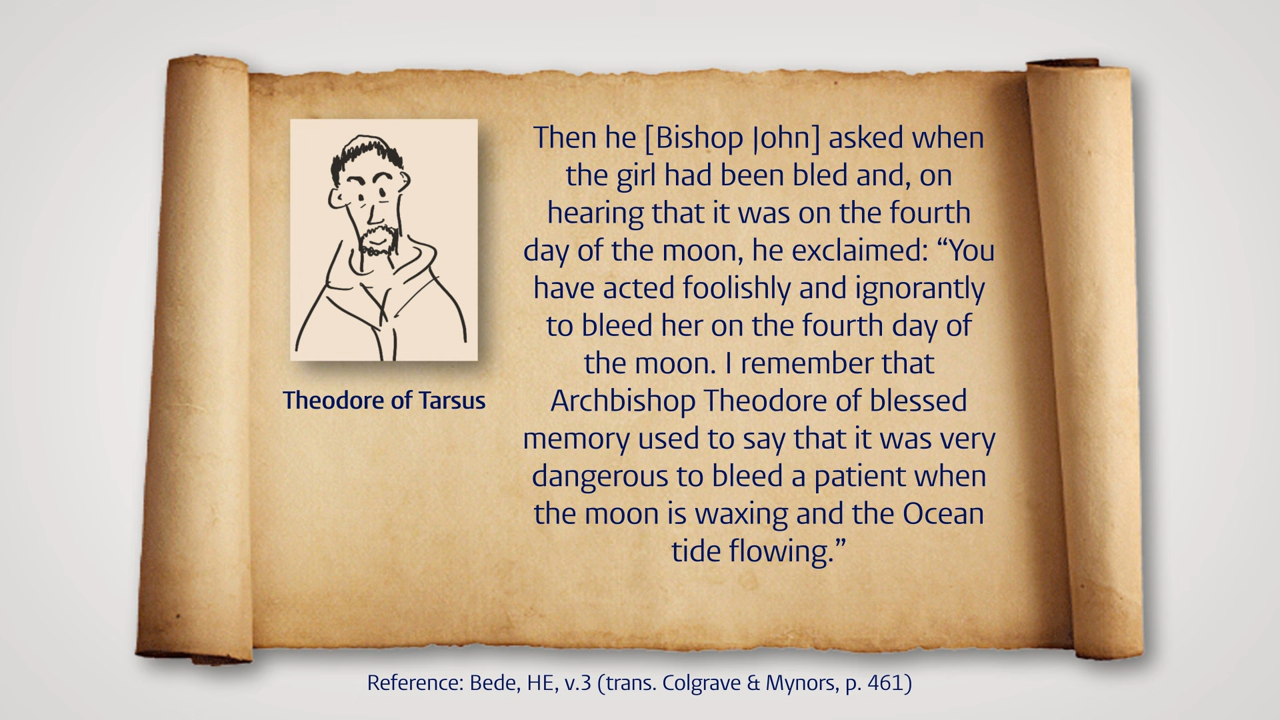 Theodore of Tarsus
Then he [Bishop John] asked when
the girl had been bled and, on
hearing that it was on the fourth
day of the moon, he exclaimed: “You
have acted foolishly and ignorantly
to bleed her on the fourth day of
the moon. I remember that
Archbishop Theodore of blessed
memory used to say that it was very
dangerous to bleed a patient when
the moon is waxing and the Ocean
tide flowing.”
Reference: Bede, HE, v.3 (trans. Colgrave & Mynors, p. 461)